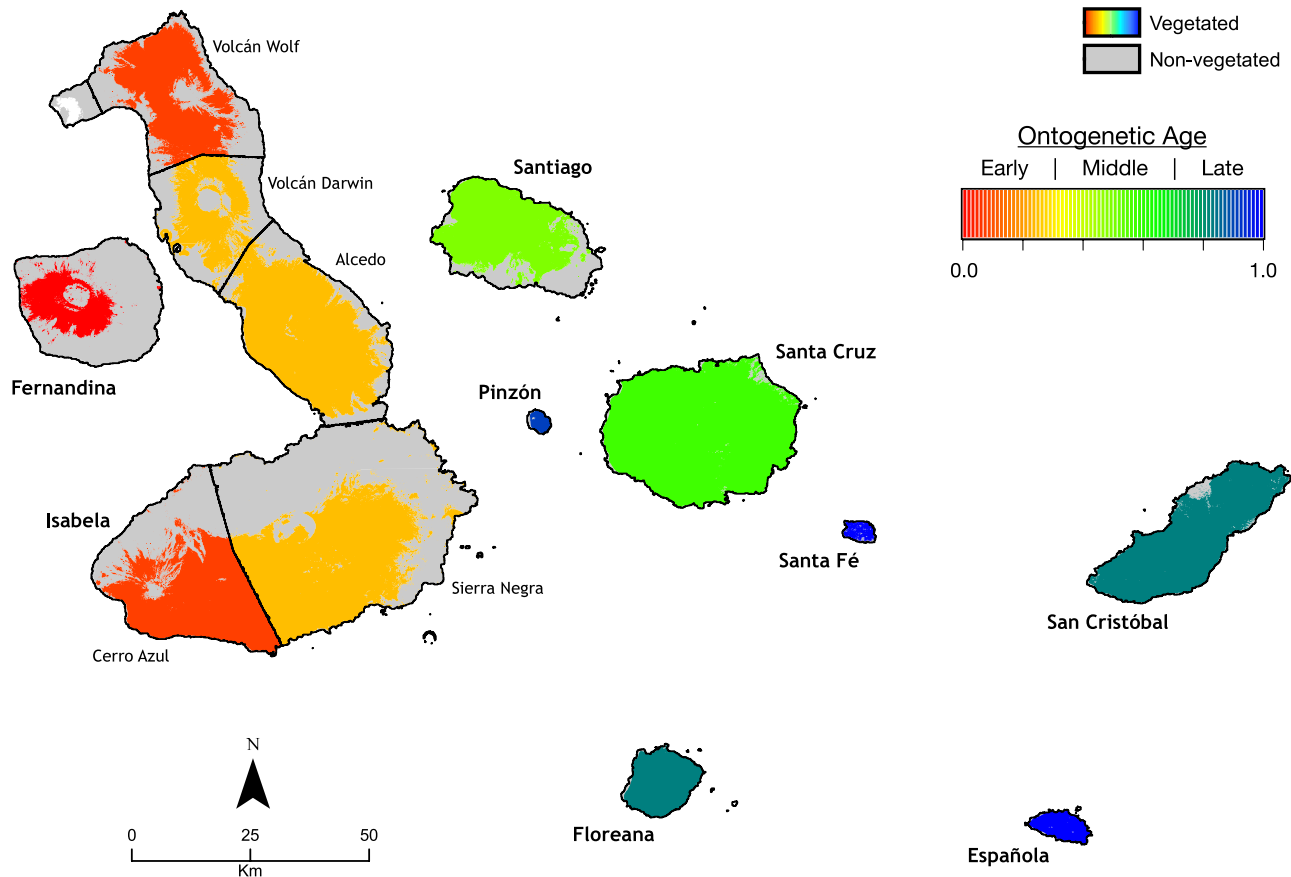 Vegetated
Volcán Wolf
Non-vegetated
Ontogenetic Age
Early | Middle | Late
0.0 1.0
Santiago
Volcán Darwin
Alcedo
Santa Cruz
Fernandina
Pinzón
Isabela
Santa Fé
Sierra Negra
San Cristóbal
Cerro Azul
N
0 25 50
Km
Floreana
Española